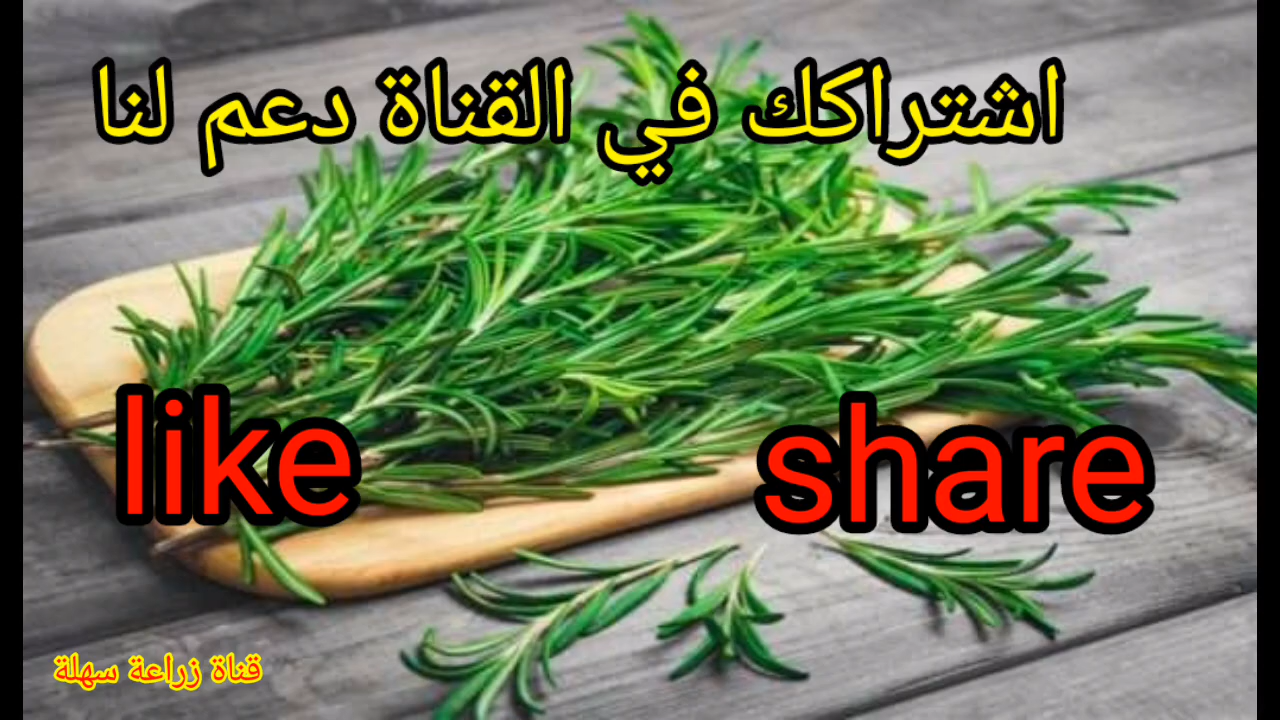 اشتراكك في القناة دعم لنا
like share
قناة زراعة سهلة